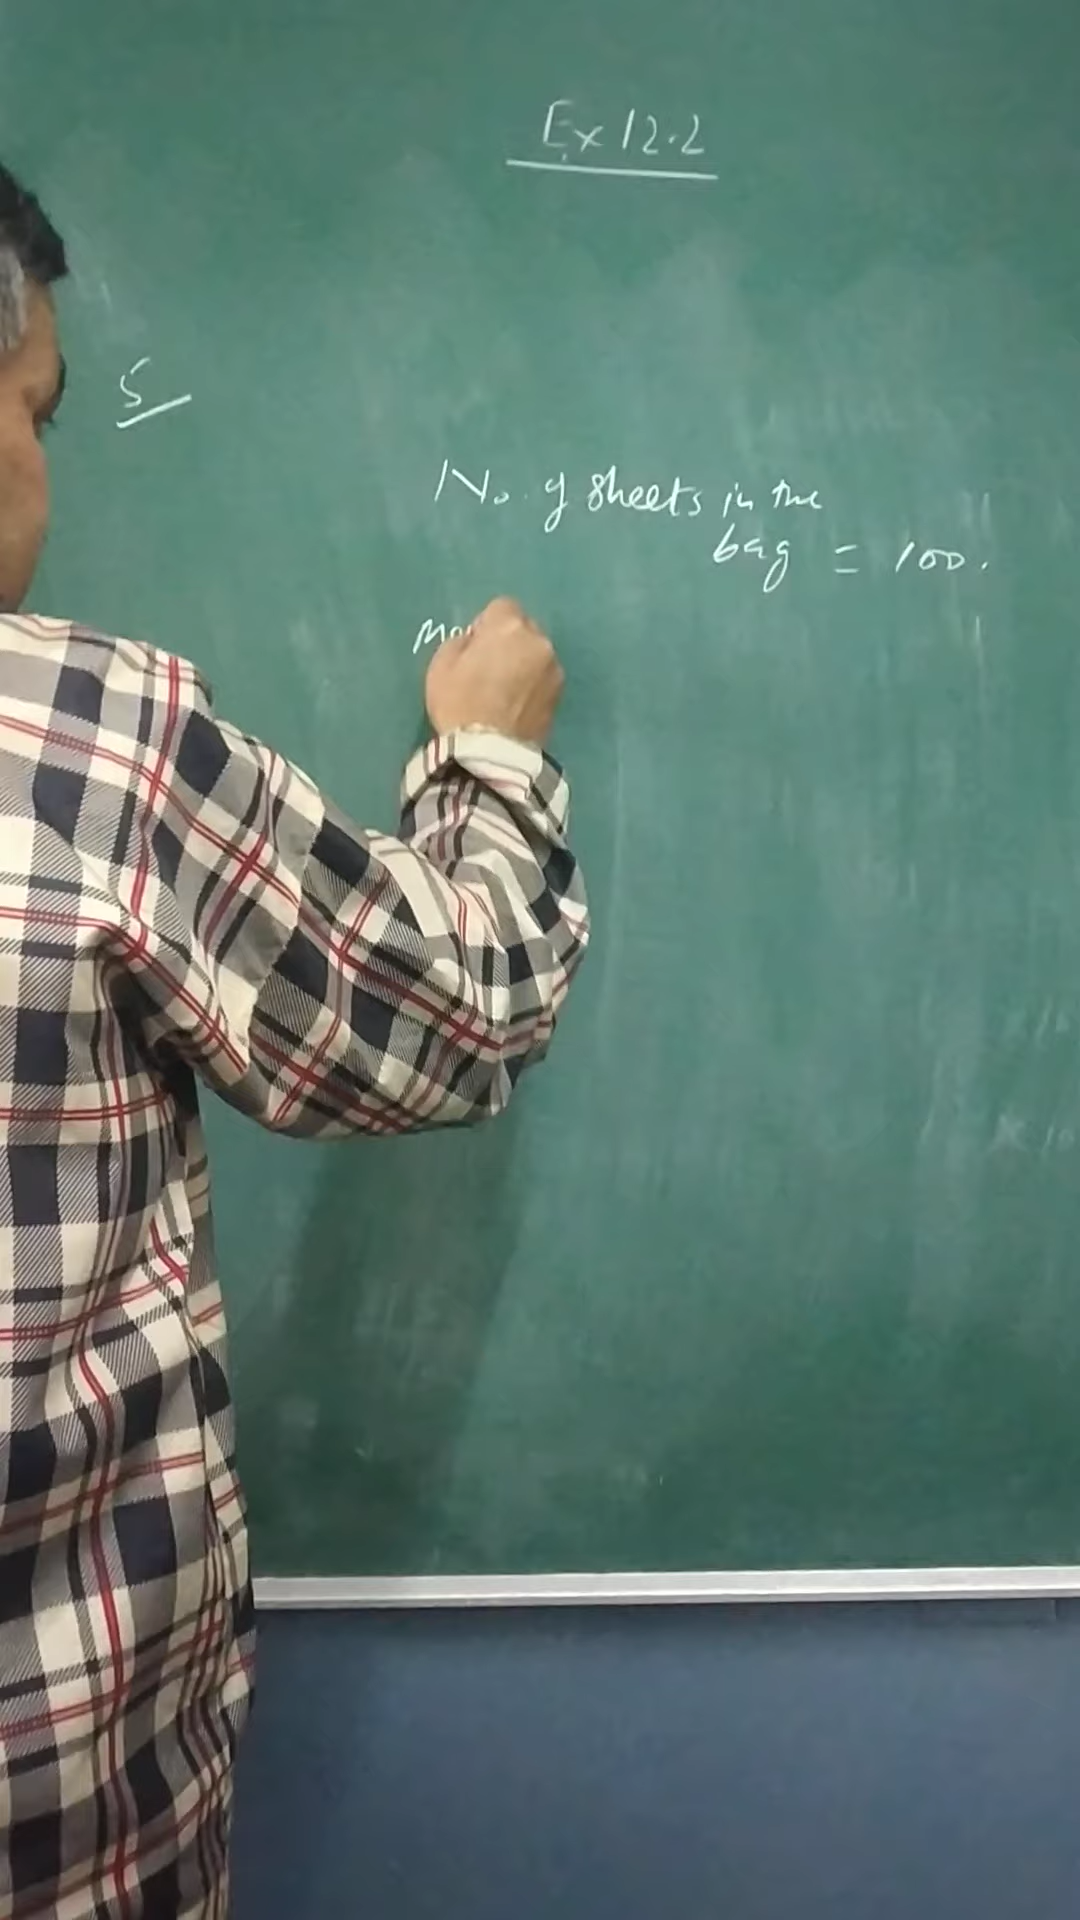 Ex 12.2
5
No. of sheets in the
bag = 100.